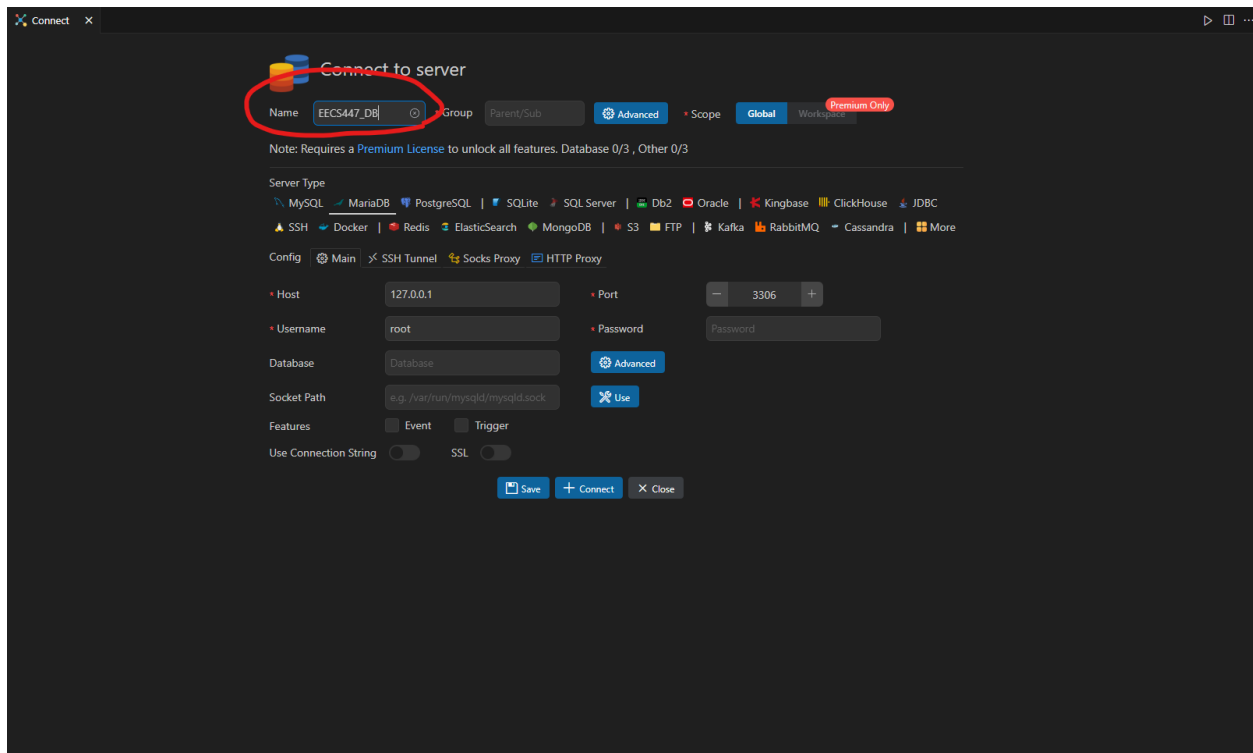 Connect
Connect to server
Name EECS447_DB * Group Parent/Sub Advanced * Scope Global Workspace Premium Only
Note: Requires a Premium License to unlock all features. Database 0/3 , Other 0/3
Server Type
MySQL MariaDB PostgreSQL | SQLite SQL Server | Db2 Oracle | Kingbase ClickHouse JDBC
SSH Docker | Redis ElasticSearch MongoDB | S3 FTP | Kafka RabbitMQ Cassandra | More
Config Main SSH Tunnel Socks Proxy HTTP Proxy
* Host 127.0.0.1 * Port 3306
* Username root * Password Password
Database Database Advanced
Socket Path e.g. /var/run/mysqld/mysqld.sock Use
Features Event Trigger
Use Connection String SSL
Save Connect Close